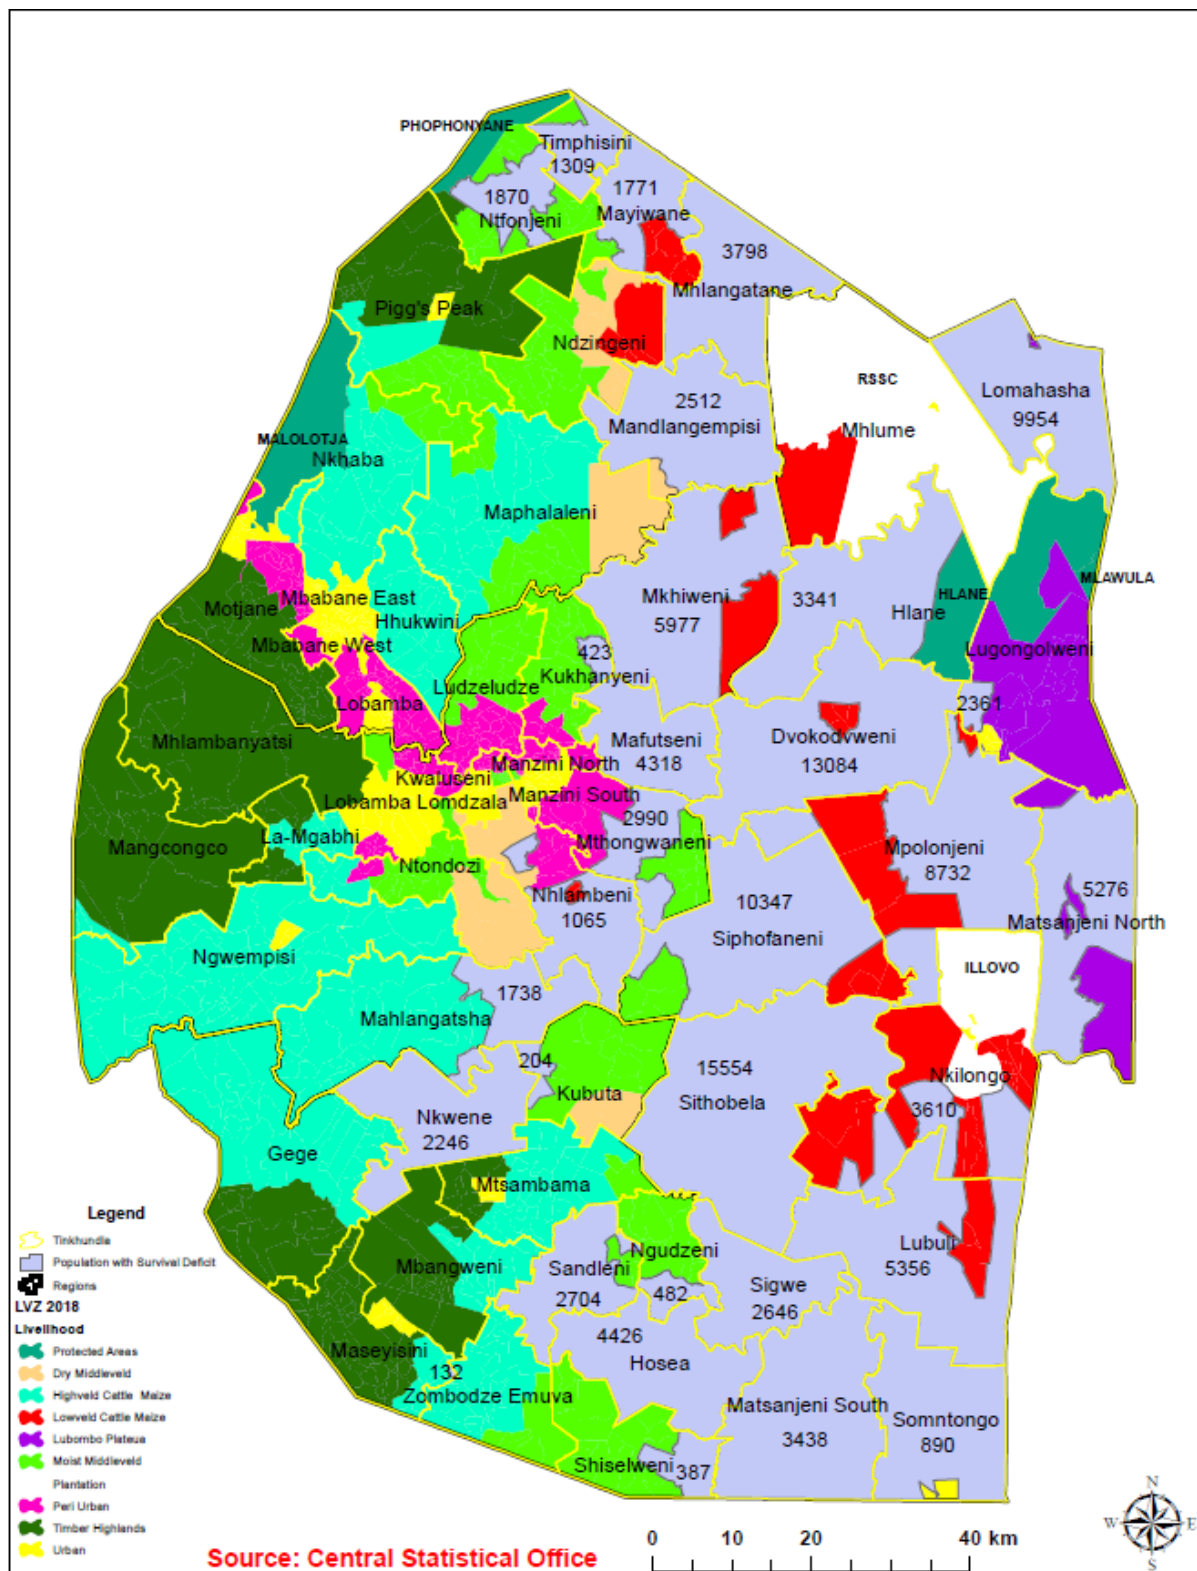 PHOPHONYANE
Timphisini
1309
1870
Ntfonjeni
1771
Mayiwane
3798
Mhlangatane
Pigg's Peak
Ndzingeni
RSSC
Lomahasha
9954
2512
Mandlangempisi
Mhlume
MALOLOTJA
Nkhaba
Maphalaleni
MLAWULA
Mkhiweni
5977
3341
Hlane
HLANE
Motjane
Mbabane East
Hhukwini
Mbabane West
423
Kukhanyeni
Lugongolweni
Ludzeludze
Lobamba
2361
Mhlambanyatsi
Mafutseni
4318
Dvokodvweni
13084
Manzini North
Kwaluseni
Lobamba Lomdzala
Manzini South
2990
Mthongwaneni
La-Mgabhi
Mangcongco
Ntondozi
Mpolonjeni
8732
Nhlambeni
1065
10347
Siphofaneni
5276
Matsanjeni North
Ngwempisi
ILLOVO
1738
Mahlangatsha
204
Kubuta
15554
Sithobela
Nkilongo
3610
Nkwene
2246
Gege
Mtsambama
Legend
Tinkhundla
Population with Survival Deficit
Regions
LVZ 2018
Livelihood
Protected Areas
Dry Middleveld
Highveld Cattle Maize
Lowveld Cattle Maize
Lubombo Plateua
Moist Middleveld
Plantation
Peri Urban
Timber Highlands
Urban
Mbangweni
Sandleni
2704
Ngudzeni
482
Sigwe
2646
Lubuli
5356
4426
Hosea
Maseyisini
132
Zombodze Emuva
Matsanjeni South
3438
Somntongo
890
Shiselweni
387
N
W E
S
0 10 20 40 km
Source: Central Statistical Office